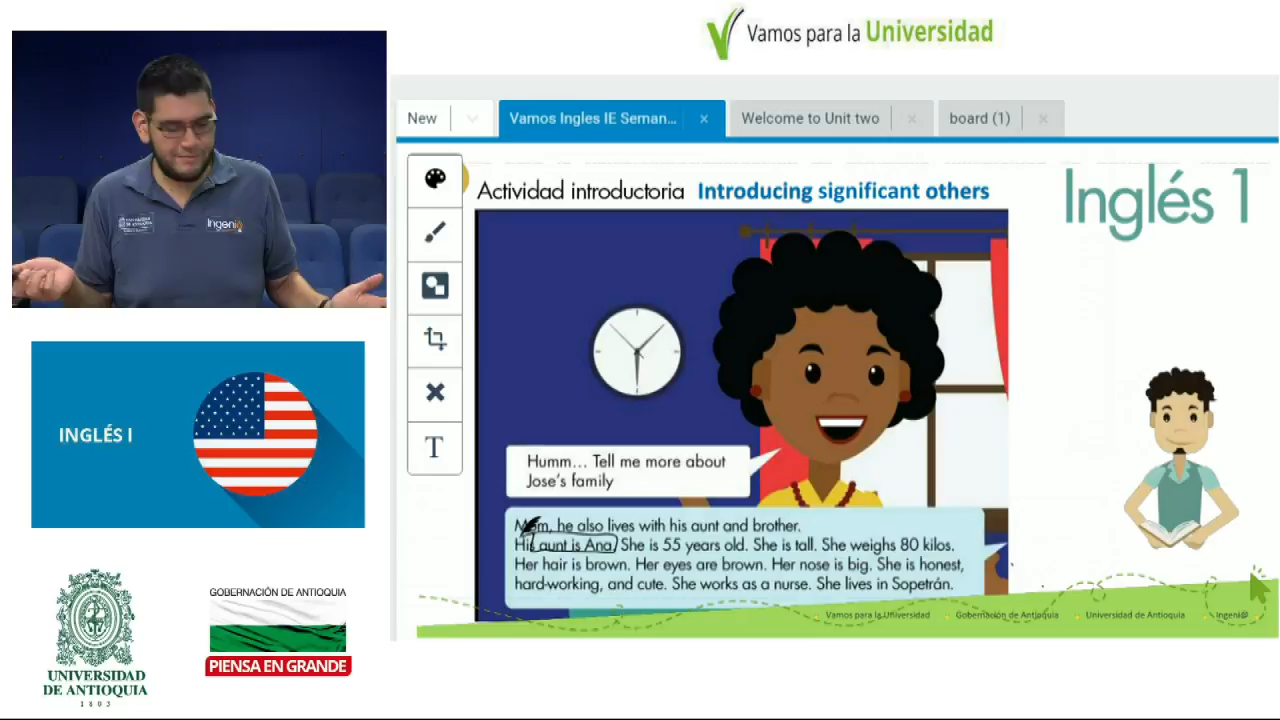 Vamos para la Universidad
New
Vamos Ingles IE Seman...
Welcome to Unit two
board (1)
Actividad introductoria Introducing significant others
Inglés 1
Ingeni@
INGLÉS I
T
Humm... Tell me more about
Jose's family
Mom, he also lives with his aunt and brother.
His aunt is Ana. She is 55 years old. She is tall. She weighs 80 kilos.
Her hair is brown. Her eyes are brown. Her nose is big. She is honest,
hard-working, and cute. She works as a nurse. She lives in Sopetrán.
Vamos para la Universidad
Gobernación de Antioquia
Universidad de Antioquia
Ingeni@
UNIVERSIDAD
DE ANTIOQUIA
1803
GOBERNACIÓN DE ANTIOQUIA
PIENSA EN GRANDE